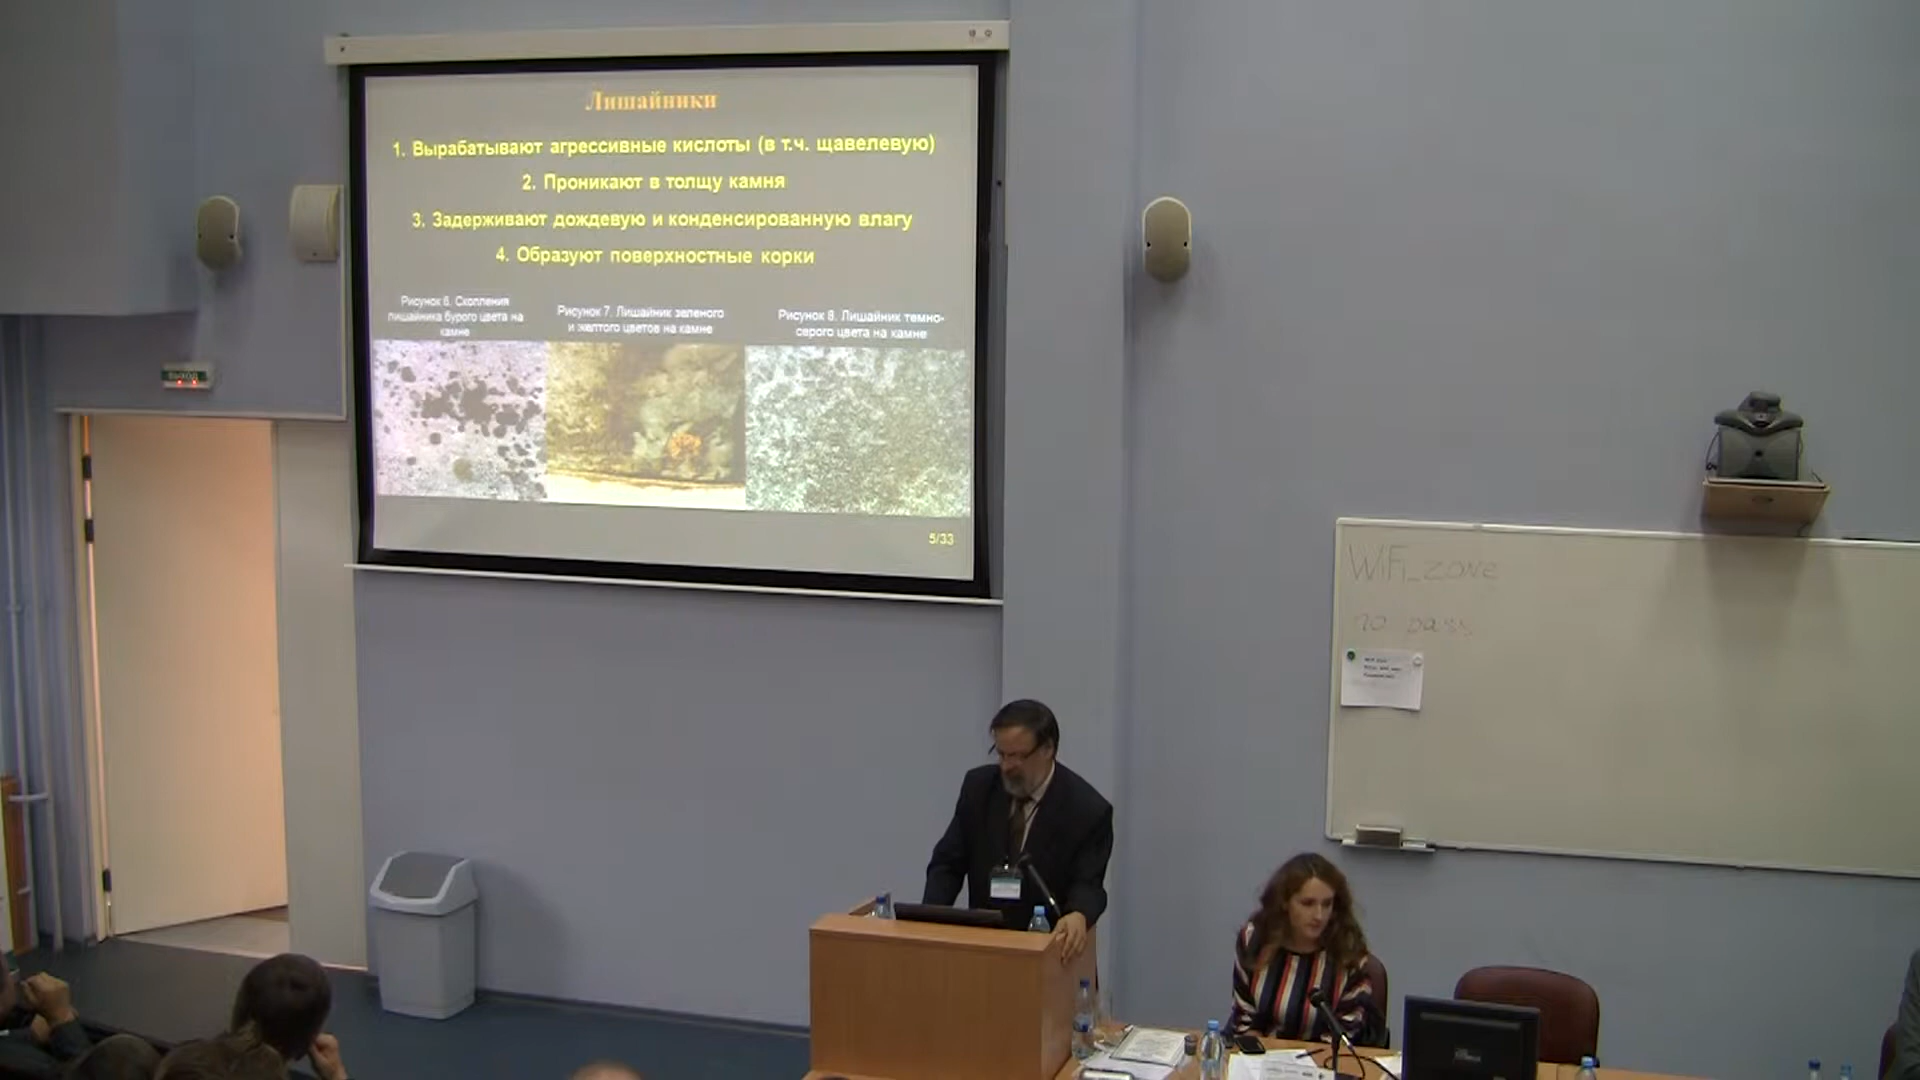 Лишайники
1. Вырабатывают агрессивные кислоты (в т.ч. щавелевую)
2. Проникают в толщу камня
3. Задерживают дождевую и конденсированную влагу
4. Образуют поверхностные корки
Рисунок 6. Скопления
лишайника бурого цвета на
камне
Рисунок 7. Лишайник зеленого
и желтого цветов на камне
Рисунок 8. Лишайник темно-
серого цвета на камне
5/33
ВЫХОД
WiFi_zone
no pass